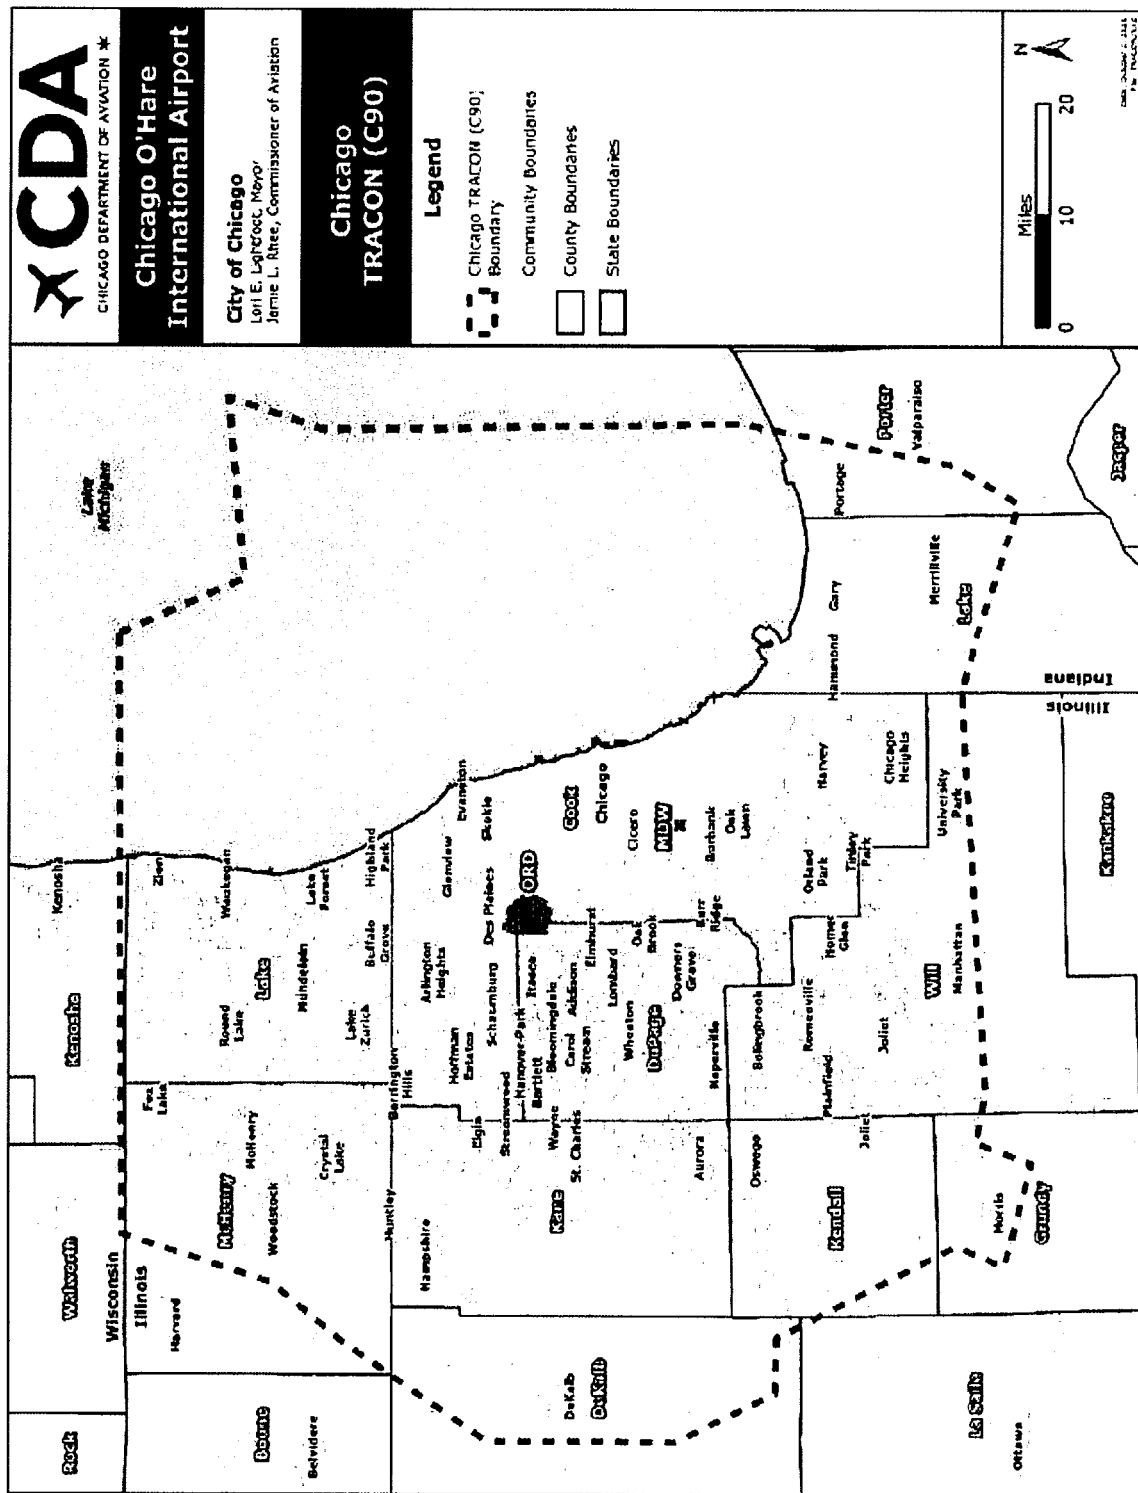 CDA
CHICAGO DEPARTMENT OF AVIATION
Chicago O'Hare
International Airport
City of Chicago
Lori E. Lightfoot, Mayor
Jamie L. Rhee, Commissioner of Aviation
Chicago
TRACON (C90)
Legend
Chicago TRACON (C90)
Boundary
Community Boundaries
County Boundaries
State Boundaries
Miles
0
10
20
N
Lake
Michigan
Rock
Walworth
Kenosha
Kenosha
Wisconsin
Illinois
Harvard
Fox
Lake
Zion
Boone
Belvidere
McHenry
McHenry
Woodstock
Crystal
Lake
Round
Lake
Lake
Waukegan
Mundelein
Lake
Forest
Lake
Zurich
Buffalo
Grove
Highland
Park
Huntley
Barrington
Hills
Hampshire
Arlington
Heights
Glenview
Evanston
Hoffman
Estates
Elgin
Schaumburg
Des Plaines
Skokie
Streamwood
Hanover Park
Bartlett
Itasca
ORD
DeKalb
DeKalb
Kane
Wayne
St. Charles
Bloomingdale
Carol
Stream
Addison
Elmhurst
Cook
Chicago
Lombard
Wheaton
Oak
Brook
Cicero
DuPage
Downers
Grove
MDW
Aurora
Naperville
Burr
Ridge
Burbank
Oak
Lawn
Oswego
Bolingbrook
Romeoville
Plainfield
Kendall
Homer
Glen
Orland
Park
Tinley
Park
Harvey
Hammond
Gary
Portage
Porter
Valparaiso
Joliet
Joliet
Chicago
Heights
Will
Manhattan
University
Park
Merrillville
Lake
La Salle
Ottawa
Morris
Grundy
Kankakee
Illinois
Indiana
Jasper